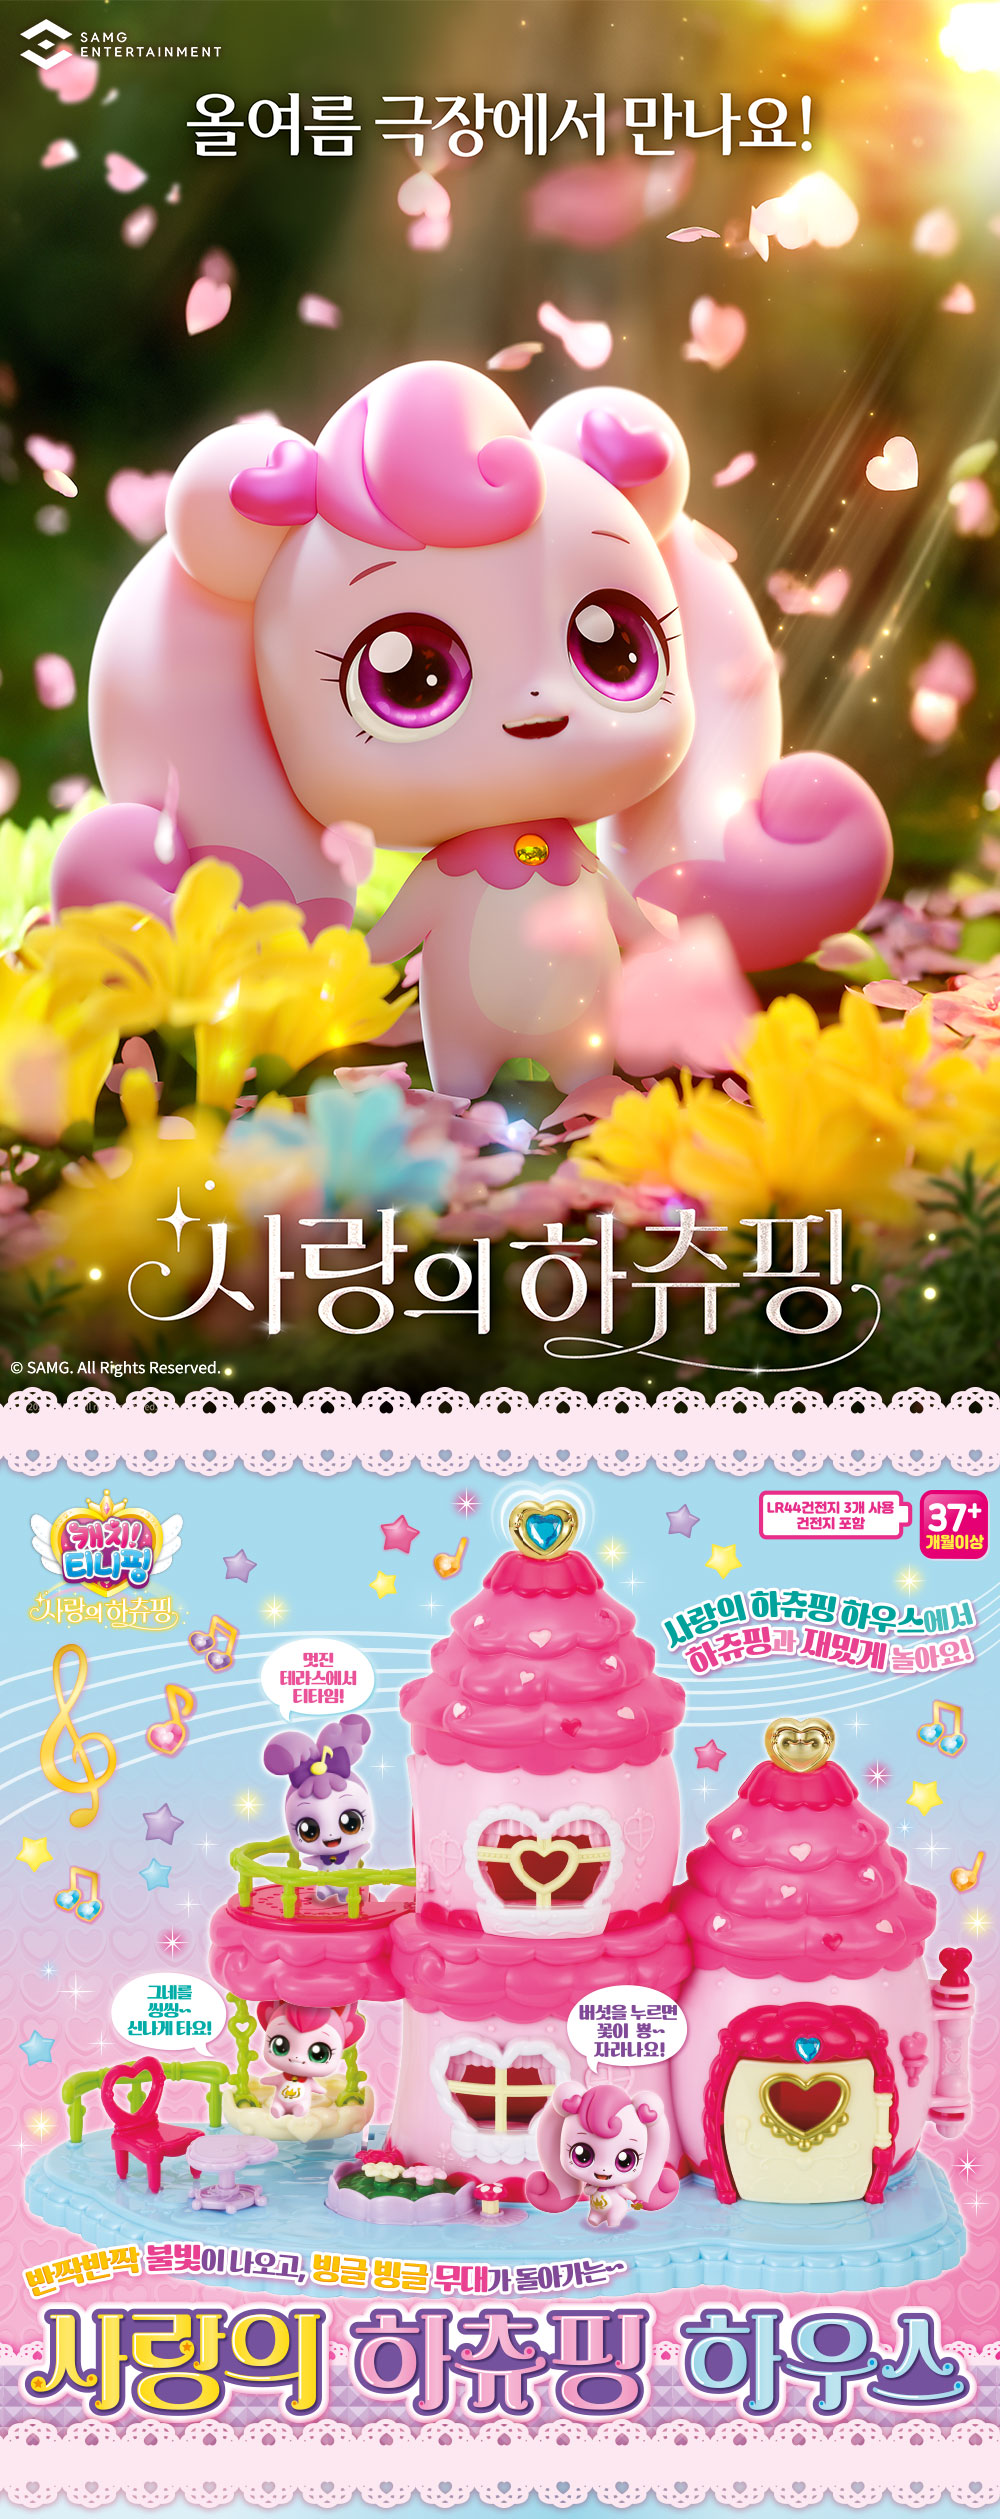 SAMG
ENTERTAINMENT
올여름 극장에서 만나요!
사랑의 하츄핑
© SAMG. All Rights Reserved.
캐치!
티니핑
사랑의 하츄핑
LR44건전지 3개 사용
건전지 포함
37+
개월이상
사랑의 하츄핑 하우스에서
하츄핑과 재밌게 놀아요!
멋진
테라스에서
티타임!
그네를
씽씽~
신나게 타요!
버섯을 누르면
꽃이 뿅~
자라나요!
반짝반짝 불빛이 나오고, 빙글 빙글 무대가 돌아가는~
사랑의 하츄핑 하우스